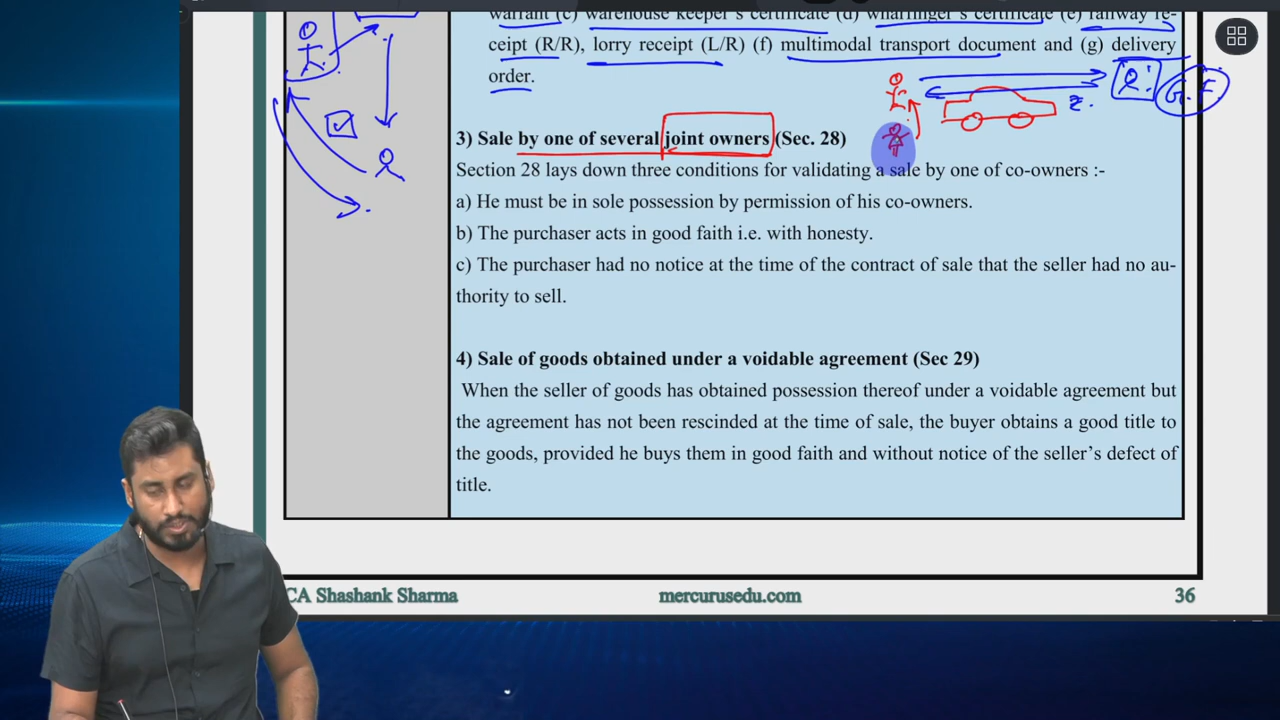 warrant (c) warehouse keeper's certificate (d) wharfinger's certificate (e) railway re-
ceipt (R/R), lorry receipt (L/R) (f) multimodal transport document and (g) delivery
order.
G.F
3) Sale by one of several joint owners (Sec. 28)
Section 28 lays down three conditions for validating a sale by one of co-owners :-
a) He must be in sole possession by permission of his co-owners.
b) The purchaser acts in good faith i.e. with honesty.
c) The purchaser had no notice at the time of the contract of sale that the seller had no au-
thority to sell.
4) Sale of goods obtained under a voidable agreement (Sec 29)
When the seller of goods has obtained possession thereof under a voidable agreement but
the agreement has not been rescinded at the time of sale, the buyer obtains a good title to
the goods, provided he buys them in good faith and without notice of the seller's defect of
title.
CA Shashank Sharma mercurusedu.com 36